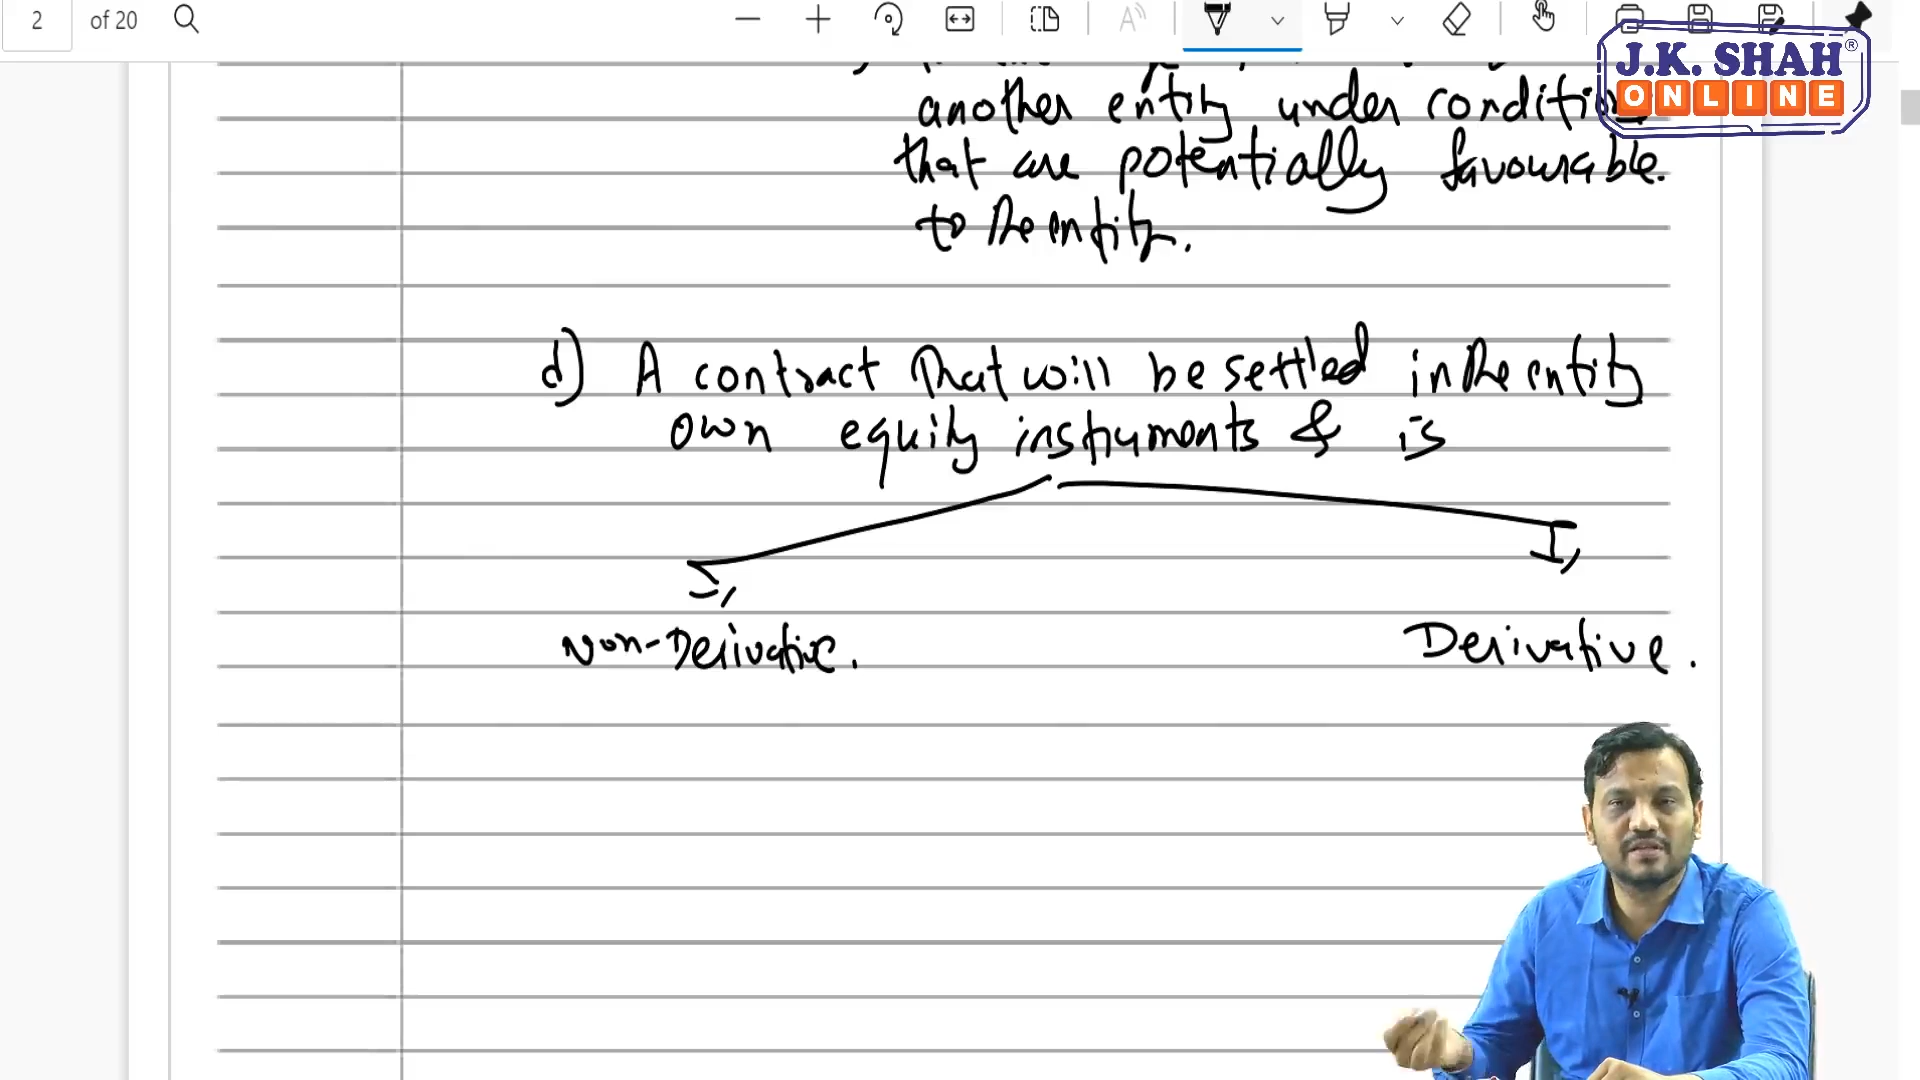 2 of 20
J.K. SHAH®
ONLINE
another entity under condition
that are potentially favourable.
to the entity.
d) A contract that will be settled in the entity
own equity instruments & is
Non-Derivative.
Derivative.